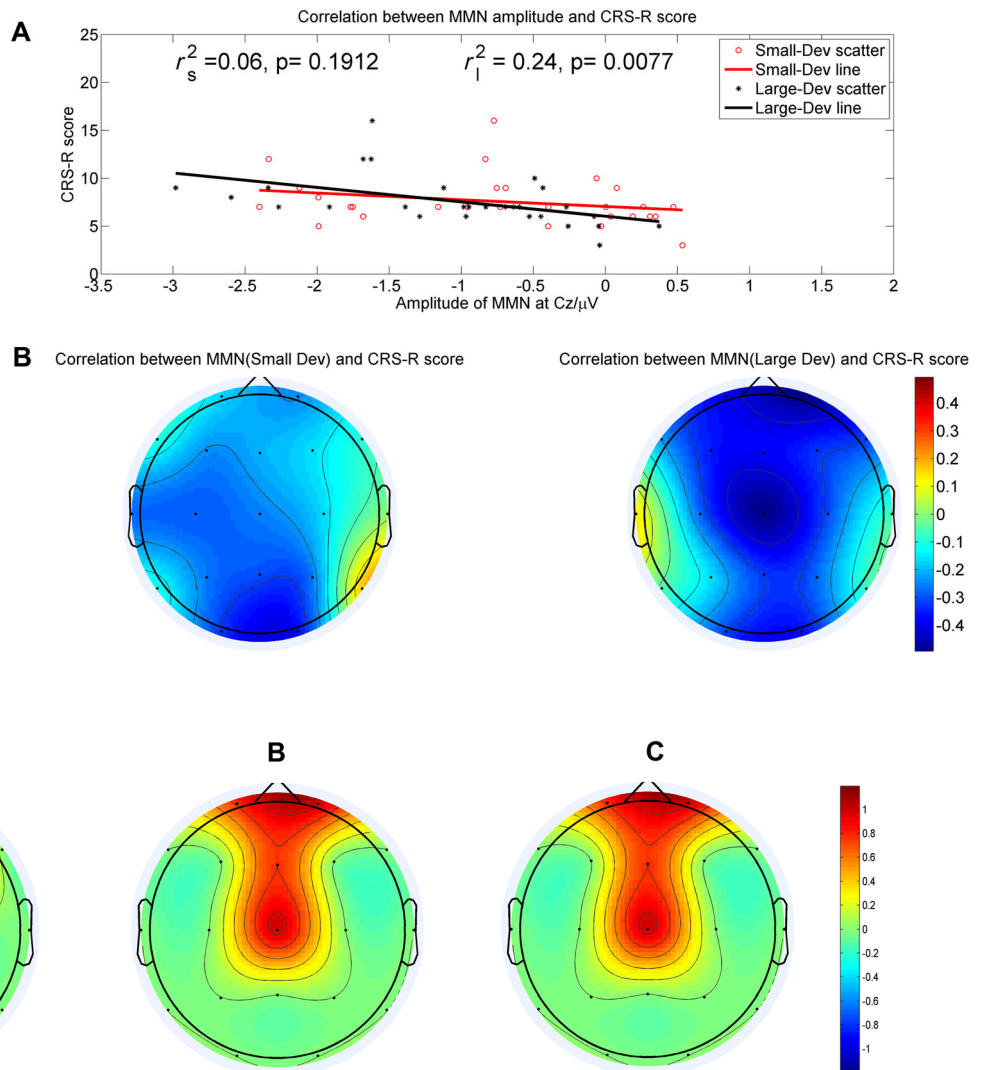 A
Correlation between MMN amplitude and CRS-R score
r_s^2 =0.06, p= 0.1912
r_l^2 = 0.24, p= 0.0077
Small-Dev scatter
Small-Dev line
Large-Dev scatter
Large-Dev line
CRS-R score
25
20
15
10
5
0
-3.5 -3 -2.5 -2 -1.5 -1 -0.5 0 0.5 1 1.5 2
Amplitude of MMN at Cz/μV
B
Correlation between MMN(Small Dev) and CRS-R score
Correlation between MMN(Large Dev) and CRS-R score
0.4
0.3
0.2
0.1
0
-0.1
-0.2
-0.3
-0.4
B
C
1
0.8
0.6
0.4
0.2
0
-0.2
-0.4
-0.6
-0.8
-1